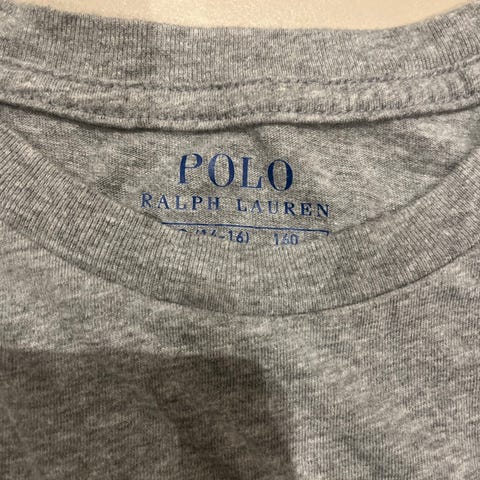 POLO
RALPH LAUREN
(14-16) 160